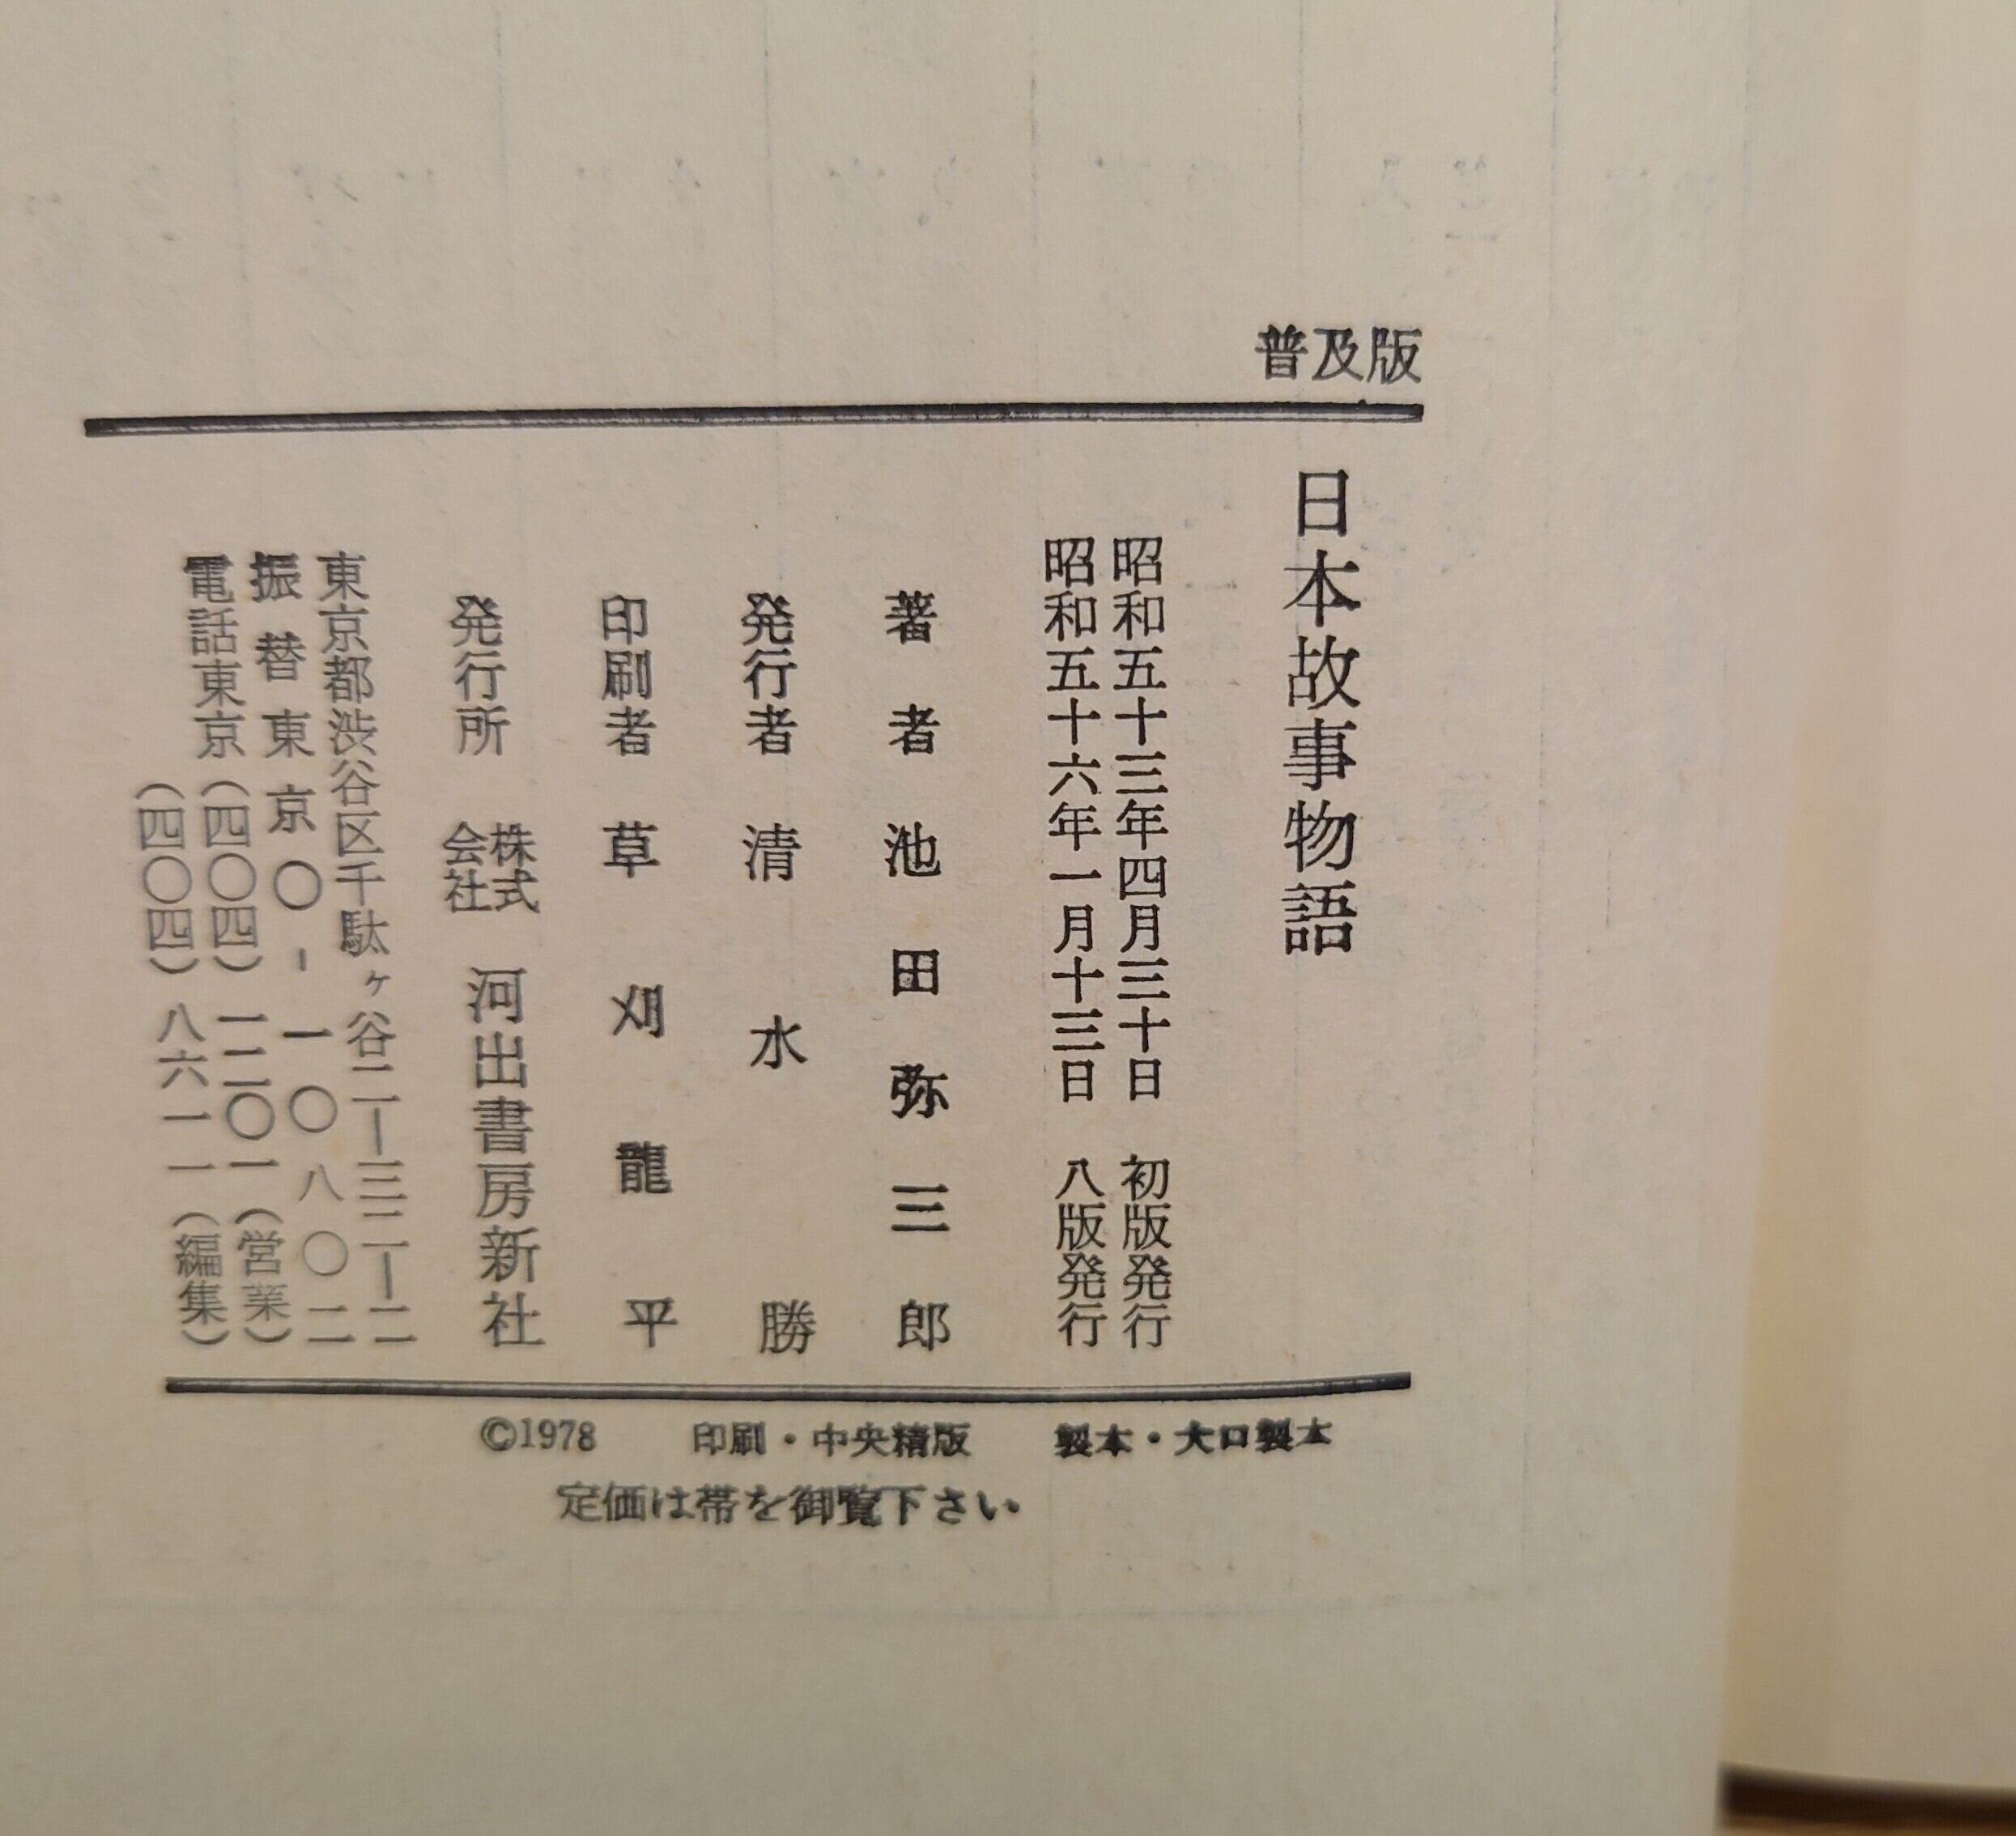 普及版
日本故事物語
昭和五十三年四月三十日 初版発行
昭和五十六年一月十三日 八版発行
著者 池田弥三郎
発行者 清水勝
印刷者 草刈龍平
発行所 株式会社 河出書房新社
東京都渋谷区千駄ヶ谷二―三二―二
振替東京〇-一〇八〇二
電話東京(四〇四)一二〇一(営業)
(四〇四)八六一一(編集)
©1978 印刷・中央精版 製本・大口製本
定価は帯を御覧下さい